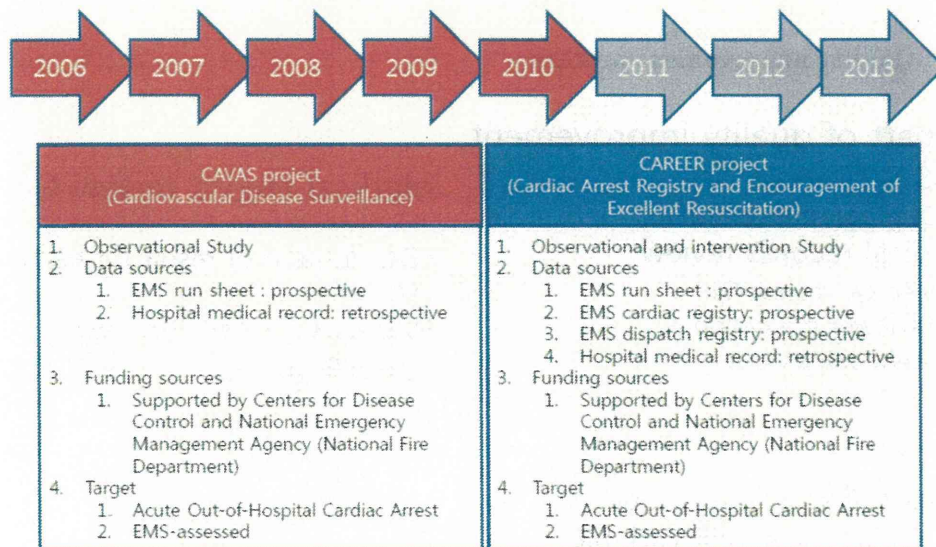 2006 2007 2008 2009 2010 2011 2012 2013
CAVAS project
(Cardiovascular Disease Surveillance)
1. Observational Study
2. Data sources
1. EMS run sheet : prospective
2. Hospital medical record: retrospective
3. Funding sources
1. Supported by Centers for Disease
Control and National Emergency
Management Agency (National Fire
Department)
4. Target
1. Acute Out-of-Hospital Cardiac Arrest
2. EMS-assessed
CAREER project
(Cardiac Arrest Registry and Encouragement of
Excellent Resuscitation)
1. Observational and intervention Study
2. Data sources
1. EMS run sheet : prospective
2. EMS cardiac registry: prospective
3. EMS dispatch registry: prospective
4. Hospital medical record: retrospective
3. Funding sources
1. Supported by Centers for Disease
Control and National Emergency
Management Agency (National Fire
Department)
4. Target
1. Acute Out-of-Hospital Cardiac Arrest
2. EMS-assessed